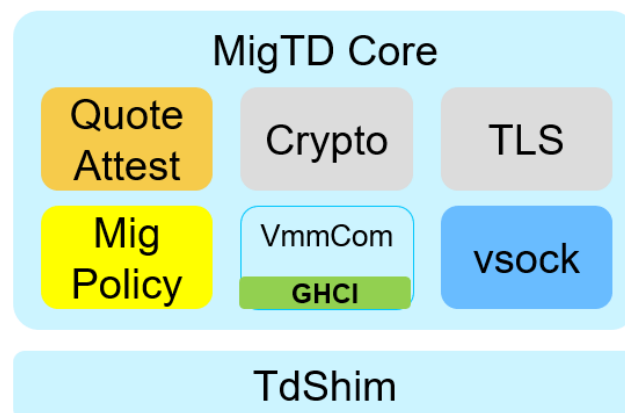 MigTD Core
Quote
Attest
Crypto
TLS
Mig
Policy
VmmCom
GHCI
vsock
TdShim